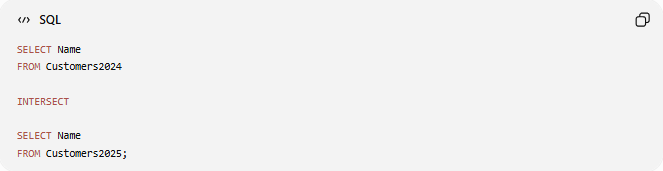 SQL
SELECT Name
FROM Customers2024
INTERSECT
SELECT Name
FROM Customers2025;